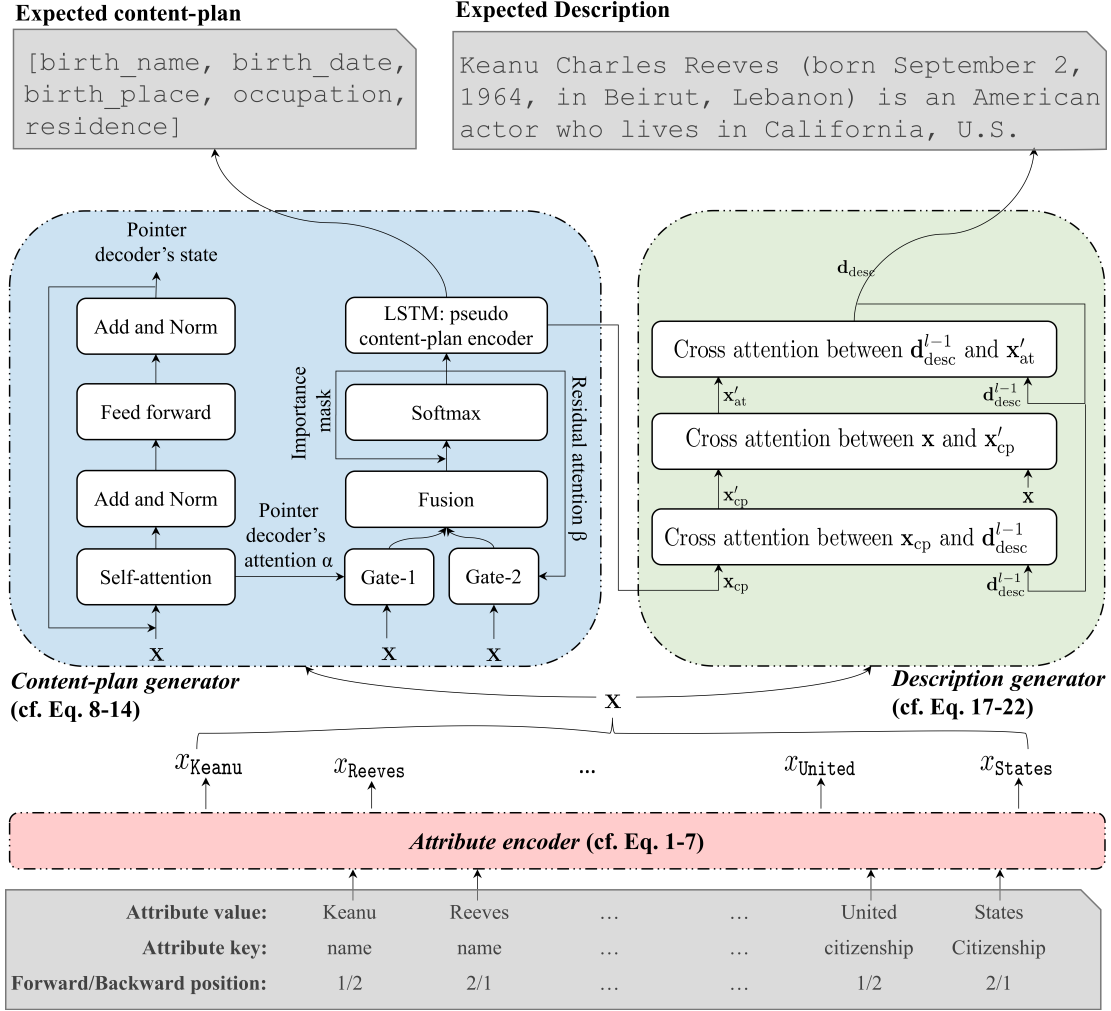 Expected content-plan
[birth_name, birth_date,
birth_place, occupation,
residence]
Expected Description
Keanu Charles Reeves (born September 2,
1964, in Beirut, Lebanon) is an American
actor who lives in California, U.S.
Pointer
decoder's state
Add and Norm
Feed forward
Add and Norm
Self-attention
x
Pointer
decoder's
attention α
LSTM: pseudo
content-plan encoder
Importance
mask
Softmax
Residual attention β
Fusion
Gate-1
Gate-2
x
x
d_desc
Cross attention between d_desc^{l−1} and x′_at
x′_at
d_desc^{l−1}
Cross attention between x and x′_cp
x′_cp
x
Cross attention between x_cp and d_desc^{l−1}
x_cp
d_desc^{l−1}
Content-plan generator
(cf. Eq. 8-14)
Description generator
(cf. Eq. 17-22)
x
x_Keanu x_Reeves ... x_United x_States
Attribute encoder (cf. Eq. 1-7)
Attribute value: Keanu Reeves ... ... United States
Attribute key: name name ... ... citizenship Citizenship
Forward/Backward position: 1/2 2/1 ... ... 1/2 2/1